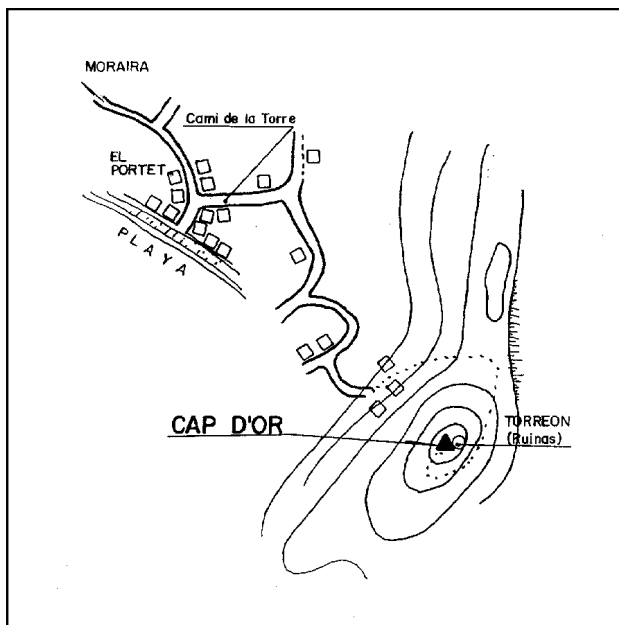 MORAIRA
Cami de la Torre
EL
PORTET
PLAYA
CAP D'OR
TORREON
(Ruinas)